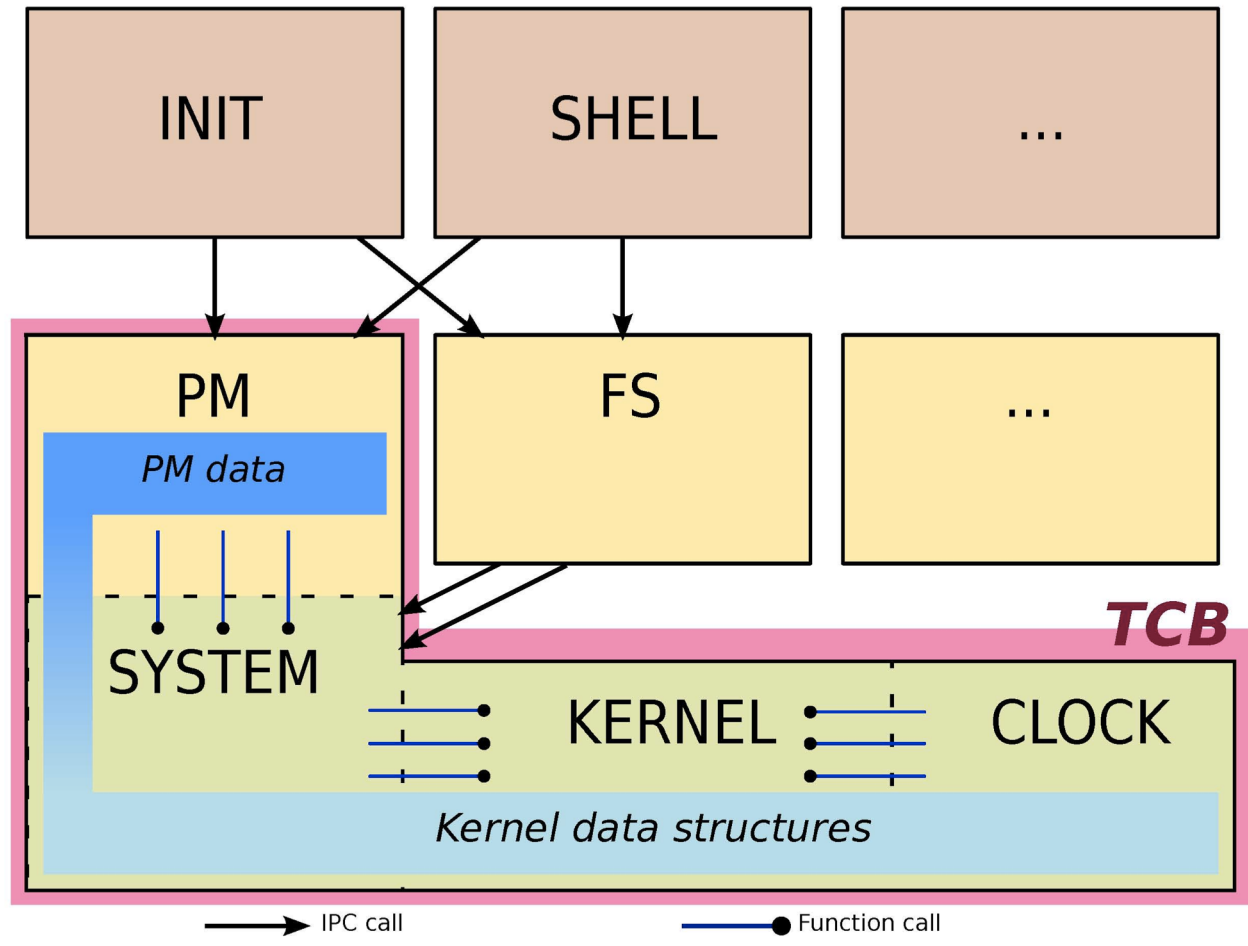 INIT
SHELL
...
PM
FS
...
PM data
TCB
SYSTEM
KERNEL
CLOCK
Kernel data structures
IPC call
Function call